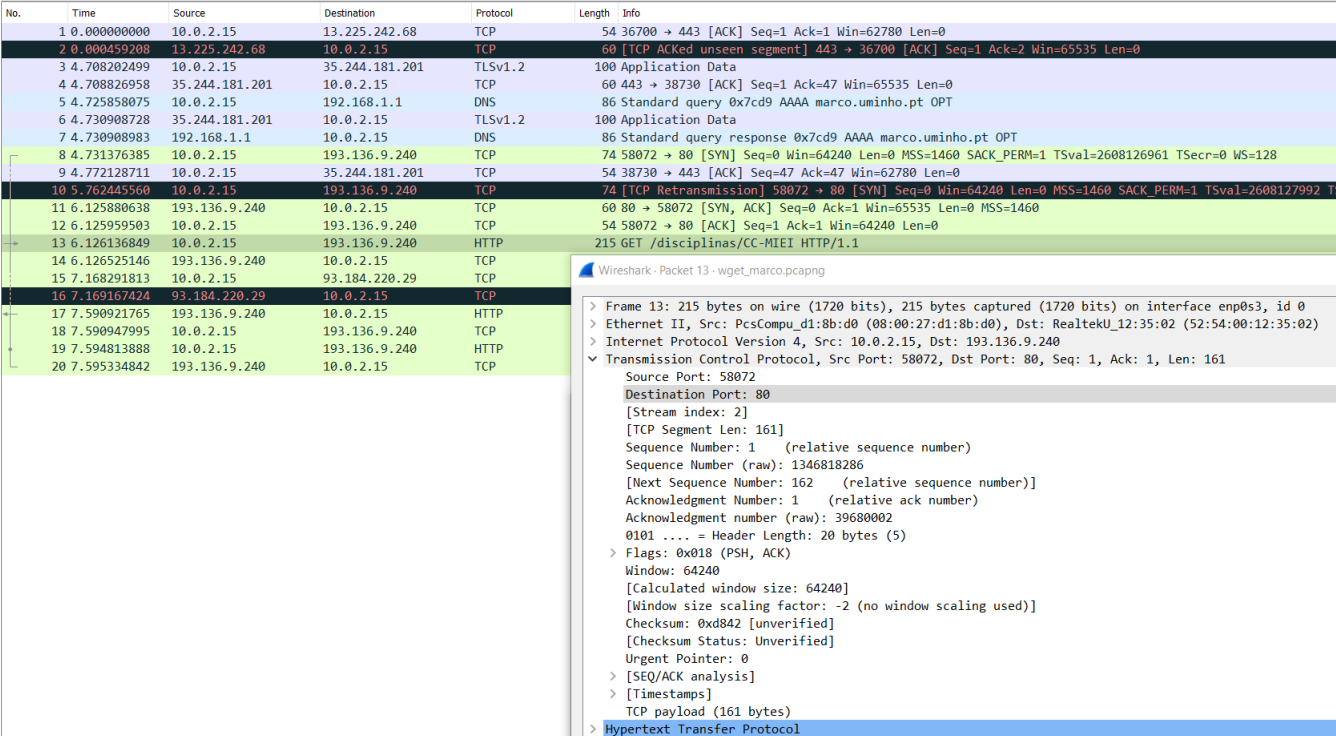 No. Time Source Destination Protocol Length Info
1 0.000000000 10.0.2.15 13.225.242.68 TCP 54 36700 → 443 [ACK] Seq=1 Ack=1 Win=62780 Len=0
2 0.000459208 13.225.242.68 10.0.2.15 TCP 60 [TCP ACKed unseen segment] 443 → 36700 [ACK] Seq=1 Ack=2 Win=65535 Len=0
3 4.708202499 10.0.2.15 35.244.181.201 TLSv1.2 100 Application Data
4 4.708826958 35.244.181.201 10.0.2.15 TCP 60 443 → 38730 [ACK] Seq=1 Ack=47 Win=65535 Len=0
5 4.725858075 10.0.2.15 192.168.1.1 DNS 86 Standard query 0x7cd9 AAAA marco.uminho.pt OPT
6 4.730908728 35.244.181.201 10.0.2.15 TLSv1.2 100 Application Data
7 4.730908983 192.168.1.1 10.0.2.15 DNS 86 Standard query response 0x7cd9 AAAA marco.uminho.pt OPT
8 4.731376385 10.0.2.15 193.136.9.240 TCP 74 58072 → 80 [SYN] Seq=0 Win=64240 Len=0 MSS=1460 SACK_PERM=1 TSval=2608126961 TSecr=0 WS=128
9 4.772128711 10.0.2.15 35.244.181.201 TCP 54 38730 → 443 [ACK] Seq=47 Ack=47 Win=62780 Len=0
10 5.762445560 10.0.2.15 193.136.9.240 TCP 74 [TCP Retransmission] 58072 → 80 [SYN] Seq=0 Win=64240 Len=0 MSS=1460 SACK_PERM=1 TSval=2608127992 TS
11 6.125880638 193.136.9.240 10.0.2.15 TCP 60 80 → 58072 [SYN, ACK] Seq=0 Ack=1 Win=65535 Len=0 MSS=1460
12 6.125959503 10.0.2.15 193.136.9.240 TCP 54 58072 → 80 [ACK] Seq=1 Ack=1 Win=64240 Len=0
13 6.126136849 10.0.2.15 193.136.9.240 HTTP 215 GET /disciplinas/CC-MIEI HTTP/1.1
14 6.126525146 193.136.9.240 10.0.2.15 TCP
15 7.168291813 10.0.2.15 93.184.220.29 TCP
16 7.169167424 93.184.220.29 10.0.2.15 TCP
17 7.590921765 193.136.9.240 10.0.2.15 HTTP
18 7.590947995 10.0.2.15 193.136.9.240 TCP
19 7.594813888 10.0.2.15 193.136.9.240 HTTP
20 7.595334842 193.136.9.240 10.0.2.15 TCP
Wireshark · Packet 13 · wget_marco.pcapng
Frame 13: 215 bytes on wire (1720 bits), 215 bytes captured (1720 bits) on interface enp0s3, id 0
Ethernet II, Src: PcsCompu_d1:8b:d0 (08:00:27:d1:8b:d0), Dst: RealtekU_12:35:02 (52:54:00:12:35:02)
Internet Protocol Version 4, Src: 10.0.2.15, Dst: 193.136.9.240
Transmission Control Protocol, Src Port: 58072, Dst Port: 80, Seq: 1, Ack: 1, Len: 161
Source Port: 58072
Destination Port: 80
[Stream index: 2]
[TCP Segment Len: 161]
Sequence Number: 1 (relative sequence number)
Sequence Number (raw): 1346818286
[Next Sequence Number: 162 (relative sequence number)]
Acknowledgment Number: 1 (relative ack number)
Acknowledgment number (raw): 39680002
0101 .... = Header Length: 20 bytes (5)
Flags: 0x018 (PSH, ACK)
Window: 64240
[Calculated window size: 64240]
[Window size scaling factor: -2 (no window scaling used)]
Checksum: 0xd842 [unverified]
[Checksum Status: Unverified]
Urgent Pointer: 0
[SEQ/ACK analysis]
[Timestamps]
TCP payload (161 bytes)
Hypertext Transfer Protocol